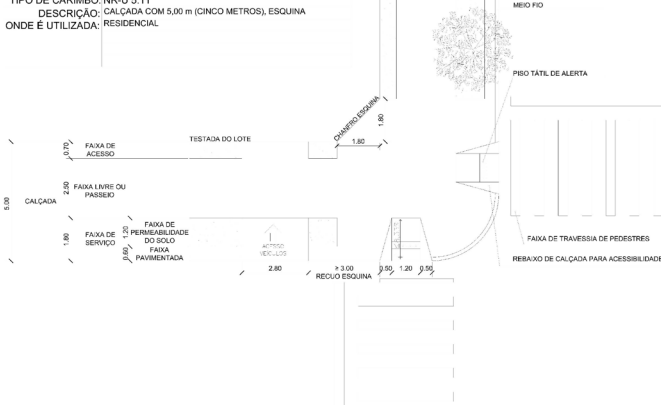 TIPO DE CARIMBO: NR-U 5.11
DESCRIÇÃO: CALÇADA COM 5,00 m (CINCO METROS), ESQUINA
ONDE É UTILIZADA: RESIDENCIAL
MEIO FIO
PISO TÁTIL DE ALERTA
CHANFRO ESQUINA
1.80
1.80
TESTADA DO LOTE
0.70
FAIXA DE
ACESSO
5.00
CALÇADA
2.50
FAIXA LIVRE OU
PASSEIO
1.80
FAIXA DE
SERVIÇO
1.20
FAIXA DE
PERMEABILIDADE
DO SOLO
0.60
FAIXA
PAVIMENTADA
ACESSO
VEÍCULOS
2.80
≥ 3.00
RECUO ESQUINA
0.50
1.20
0.50
FAIXA DE TRAVESSIA DE PEDESTRES
REBAIXO DE CALÇADA PARA ACESSIBILIDADE